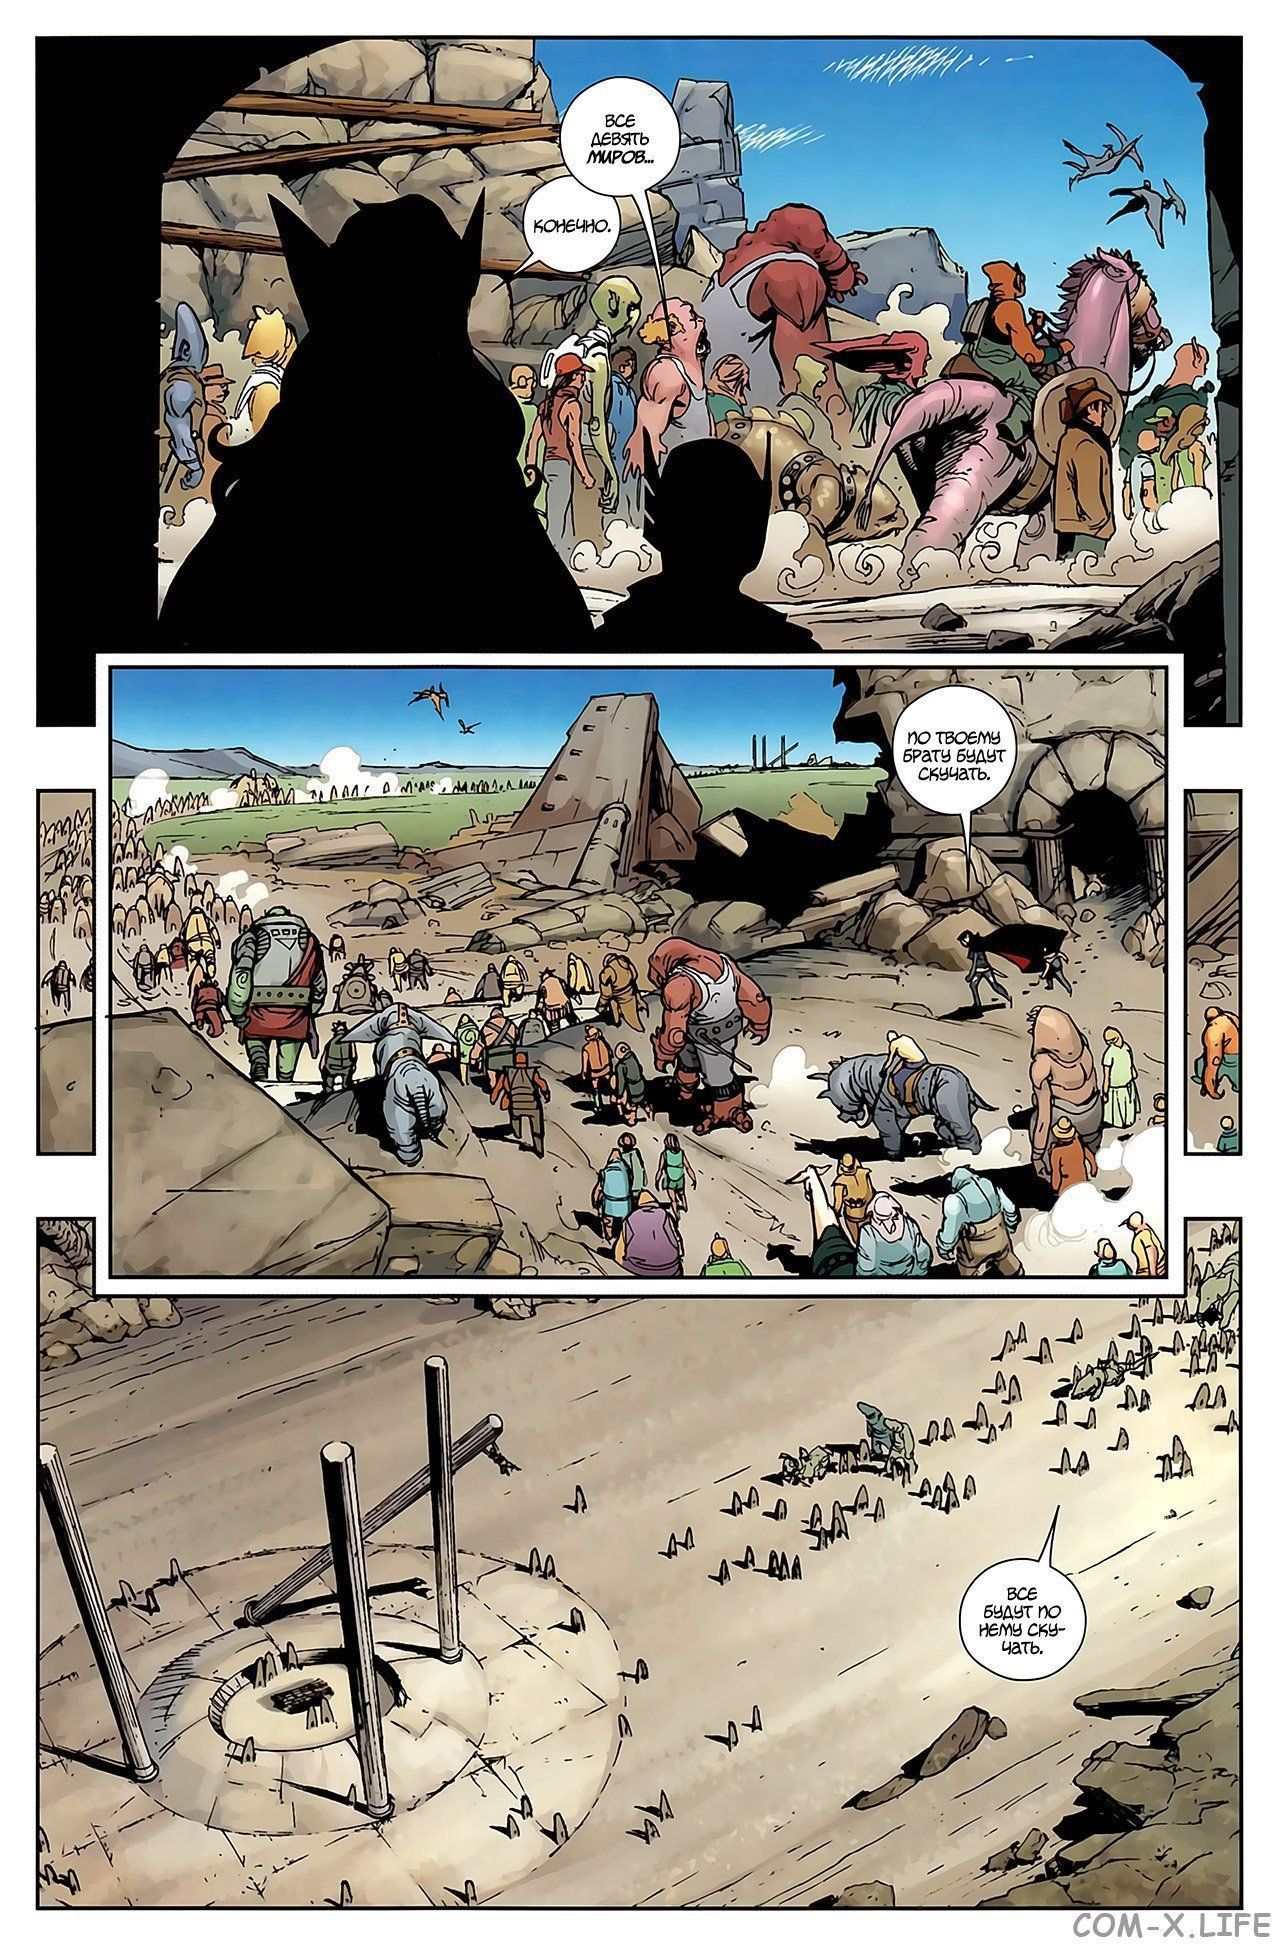 ВСЕ
ДЕВЯТЬ
МИРОВ...
КОНЕЧНО.
ПО ТВОЕМУ
БРАТУ БУДУТ
СКУЧАТЬ.
ВСЕ
БУДУТ ПО
НЕМУ СКУ-
ЧАТЬ.
COM-X.LIFE